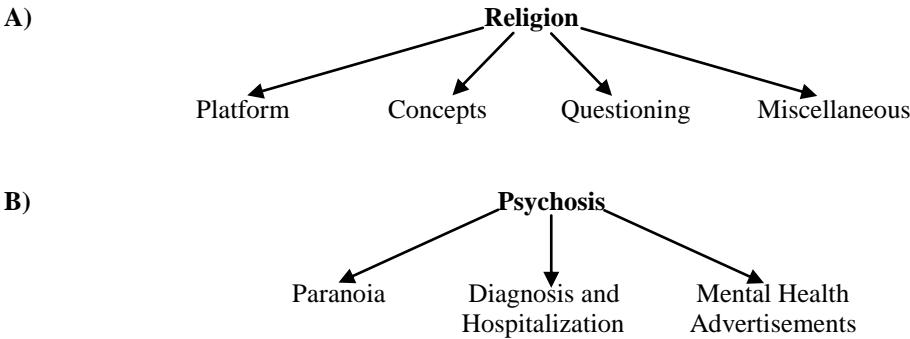 A) Religion
Platform Concepts Questioning Miscellaneous
B) Psychosis
Paranoia Diagnosis and Mental Health
Hospitalization Advertisements